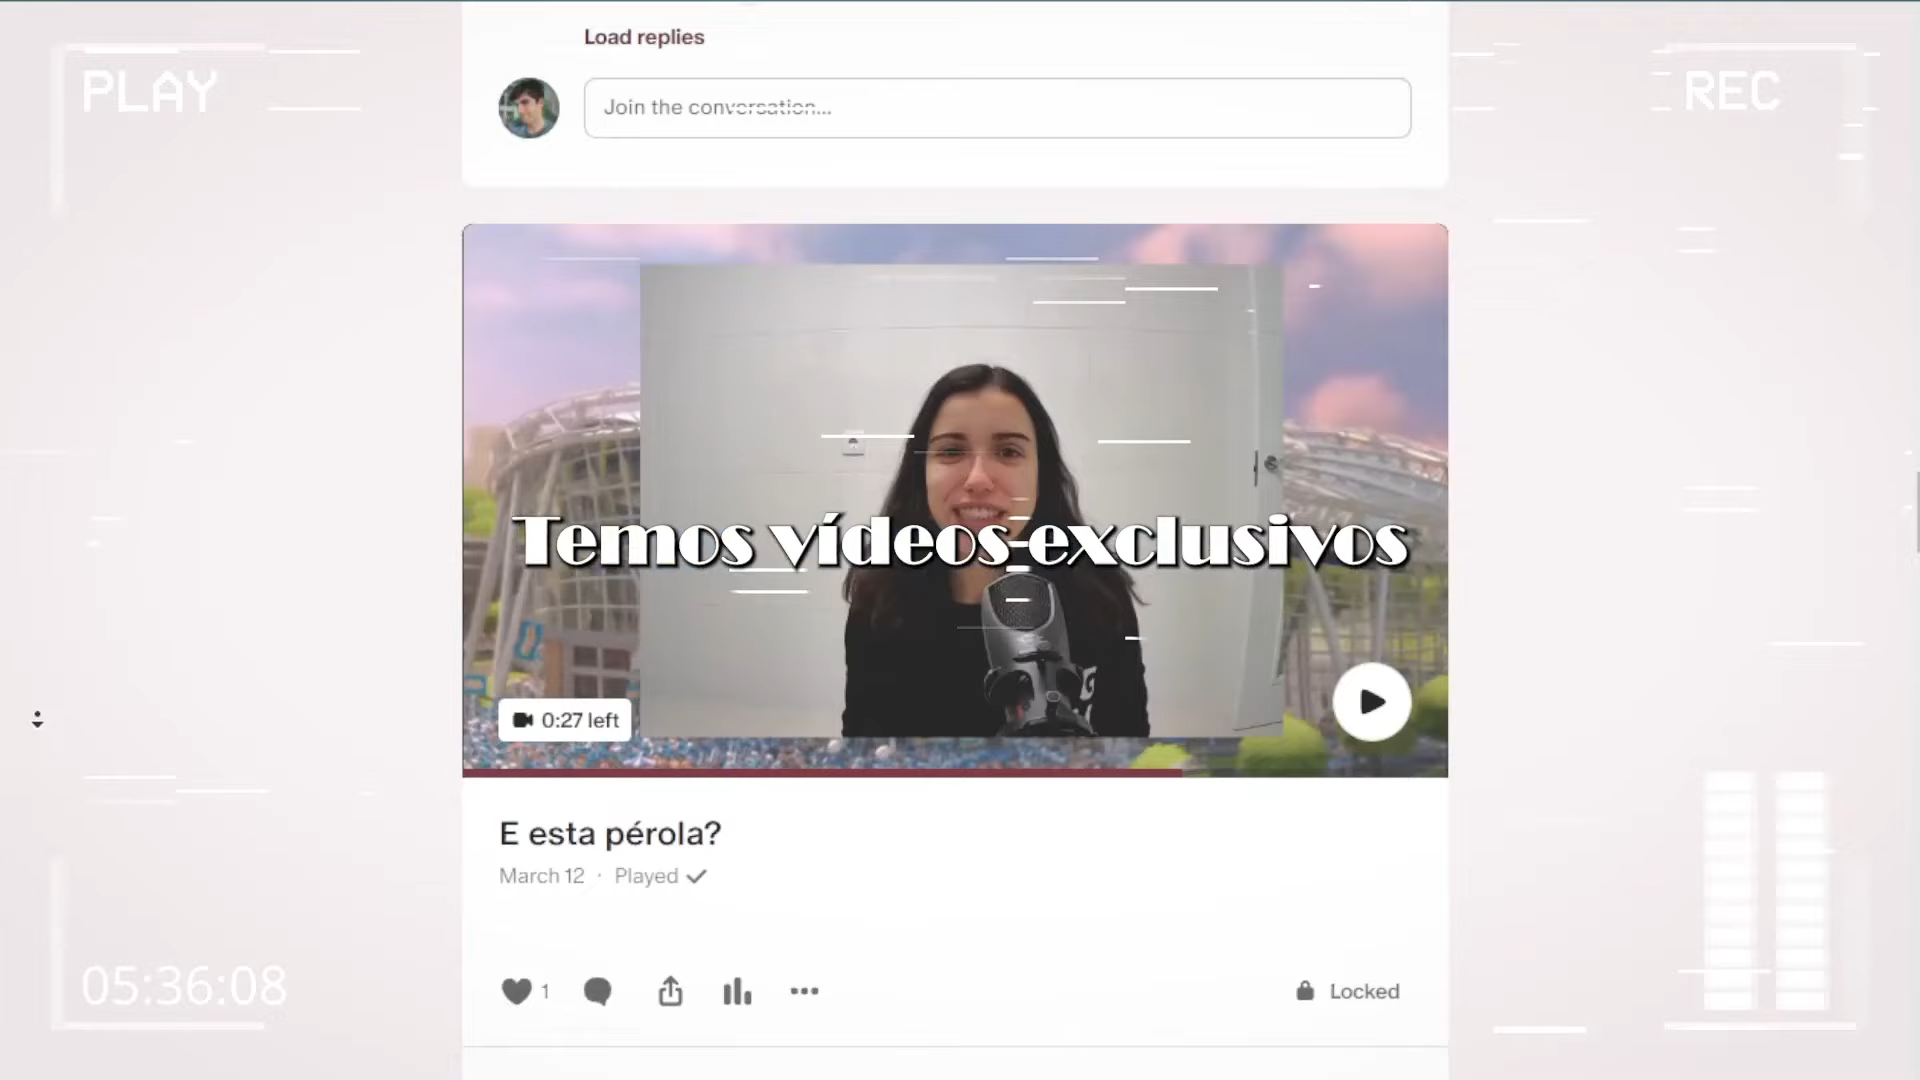 Load replies
PLAY
REC
Join the conversation...
Temos vídeos exclusivos
0:27 left
E esta pérola?
March 12 · Played
1
Locked
05:36:08